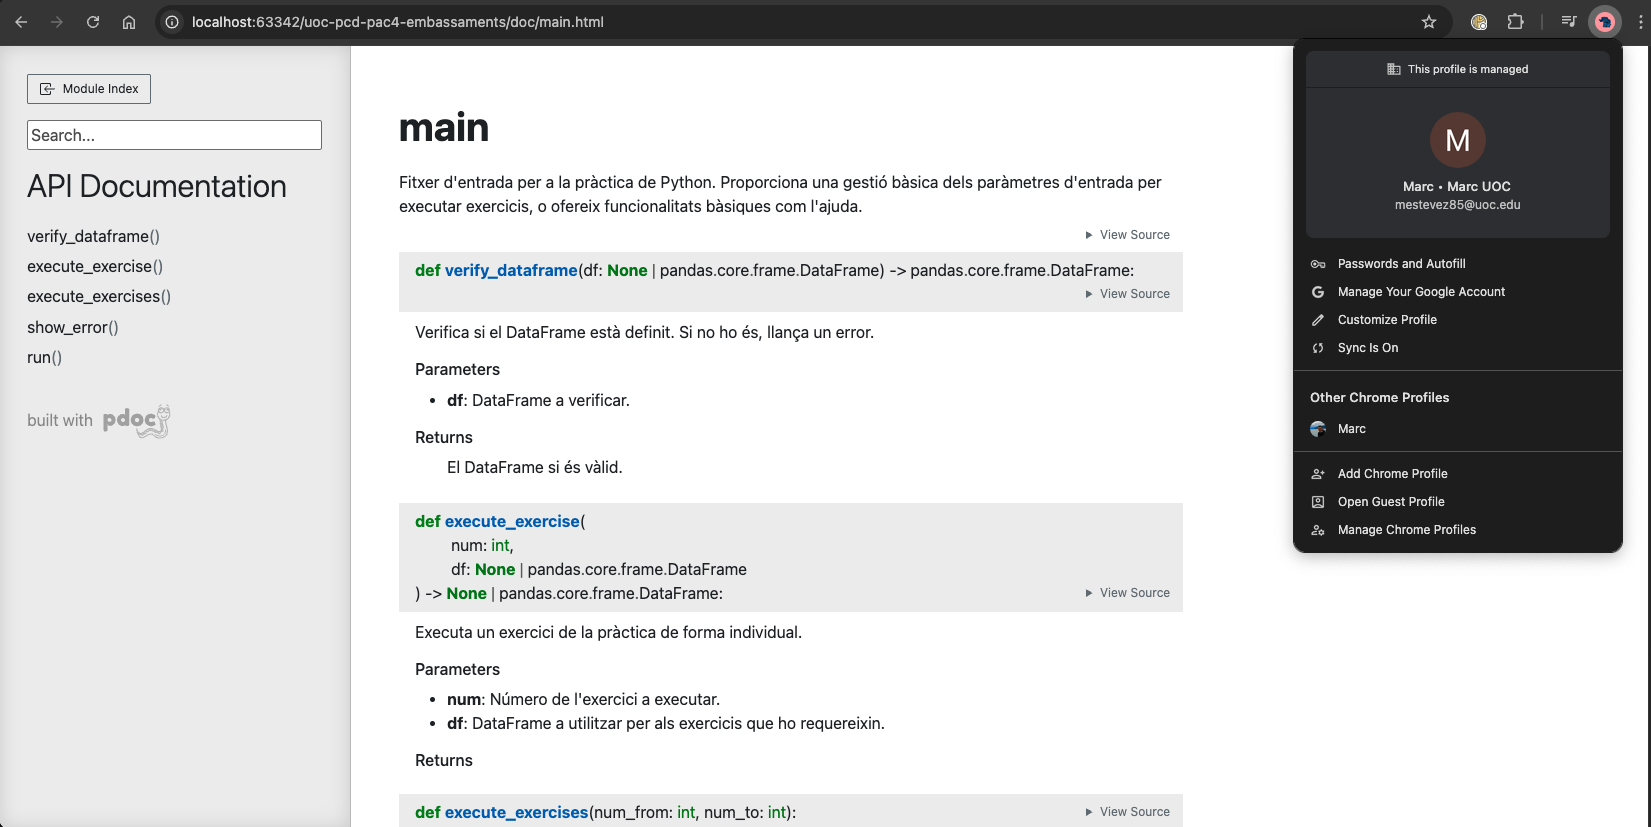 localhost:63342/uoc-pcd-pac4-embassaments/doc/main.html
Module Index
Search...
API Documentation
verify_dataframe()
execute_exercise()
execute_exercises()
show_error()
run()
built with pdoc
main
Fitxer d'entrada per a la pràctica de Python. Proporciona una gestió bàsica dels paràmetres d'entrada per
executar exercicis, o ofereix funcionalitats bàsiques com l'ajuda.
View Source
def verify_dataframe(df: None | pandas.core.frame.DataFrame) -> pandas.core.frame.DataFrame:
View Source
Verifica si el DataFrame està definit. Si no ho és, llança un error.
Parameters
• df: DataFrame a verificar.
Returns
El DataFrame si és vàlid.
def execute_exercise(
num: int,
df: None | pandas.core.frame.DataFrame
) -> None | pandas.core.frame.DataFrame:
View Source
Executa un exercici de la pràctica de forma individual.
Parameters
• num: Número de l'exercici a executar.
• df: DataFrame a utilitzar per als exercicis que ho requereixin.
Returns
def execute_exercises(num_from: int, num_to: int):
View Source
This profile is managed
M
Marc • Marc UOC
mestevez85@uoc.edu
Passwords and Autofill
Manage Your Google Account
Customize Profile
Sync Is On
Other Chrome Profiles
Marc
Add Chrome Profile
Open Guest Profile
Manage Chrome Profiles